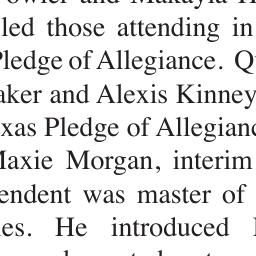 and Makayla
led those attending in
Pledge of Allegiance.
aker and Alexis Kinney
xas Pledge of Allegianc
Maxie Morgan, interim
endent was master of
es. He introduced